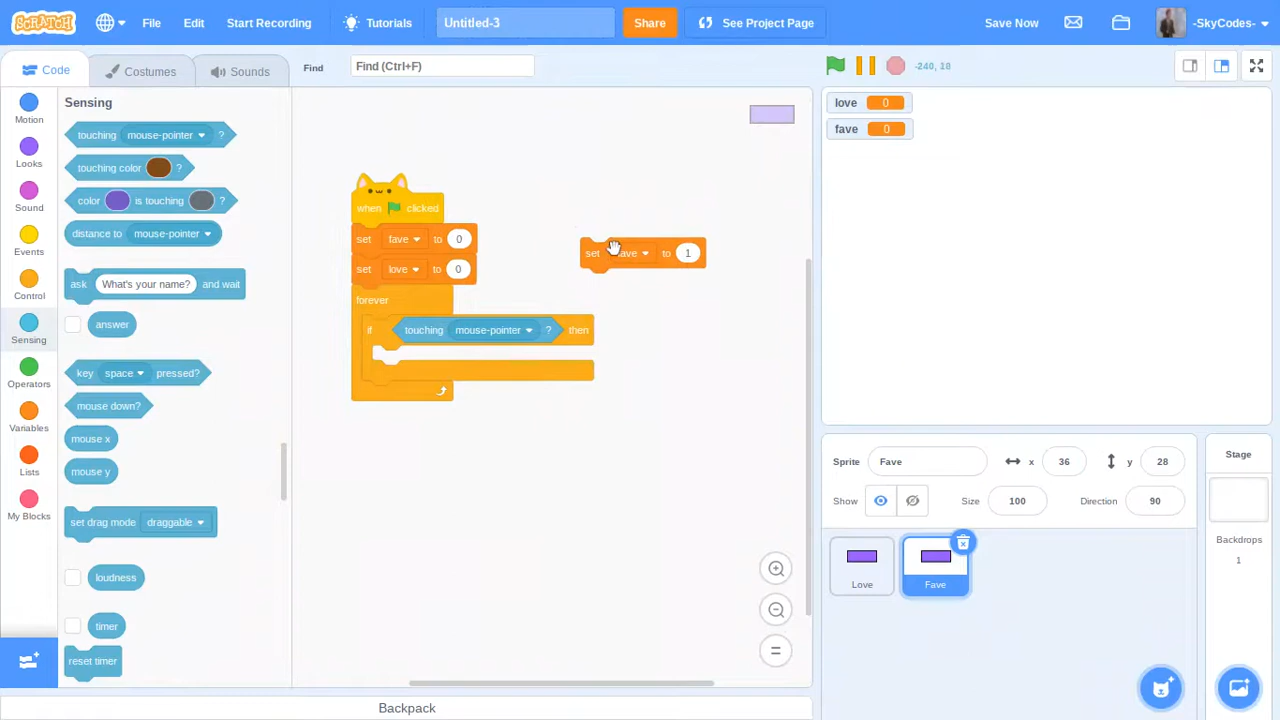 SCRATCH File Edit Start Recording Tutorials Untitled-3 Share See Project Page Save Now -SkyCodes-
Code Costumes Sounds Find Find (Ctrl+F) -240, 18
Motion
Looks
Sound
Events
Control
Sensing
Operators
Variables
Lists
My Blocks
Sensing
touching mouse-pointer ?
touching color ?
color is touching ?
distance to mouse-pointer
ask What's your name? and wait
answer
key space pressed?
mouse down?
mouse x
mouse y
set drag mode draggable
loudness
timer
reset timer
when clicked
set fave to 0
set love to 0
forever
if touching mouse-pointer ? then
set fave to 1
love 0
fave 0
Sprite Fave x 36 y 28
Show Size 100 Direction 90
Love
Fave
Stage
Backdrops
1
Backpack